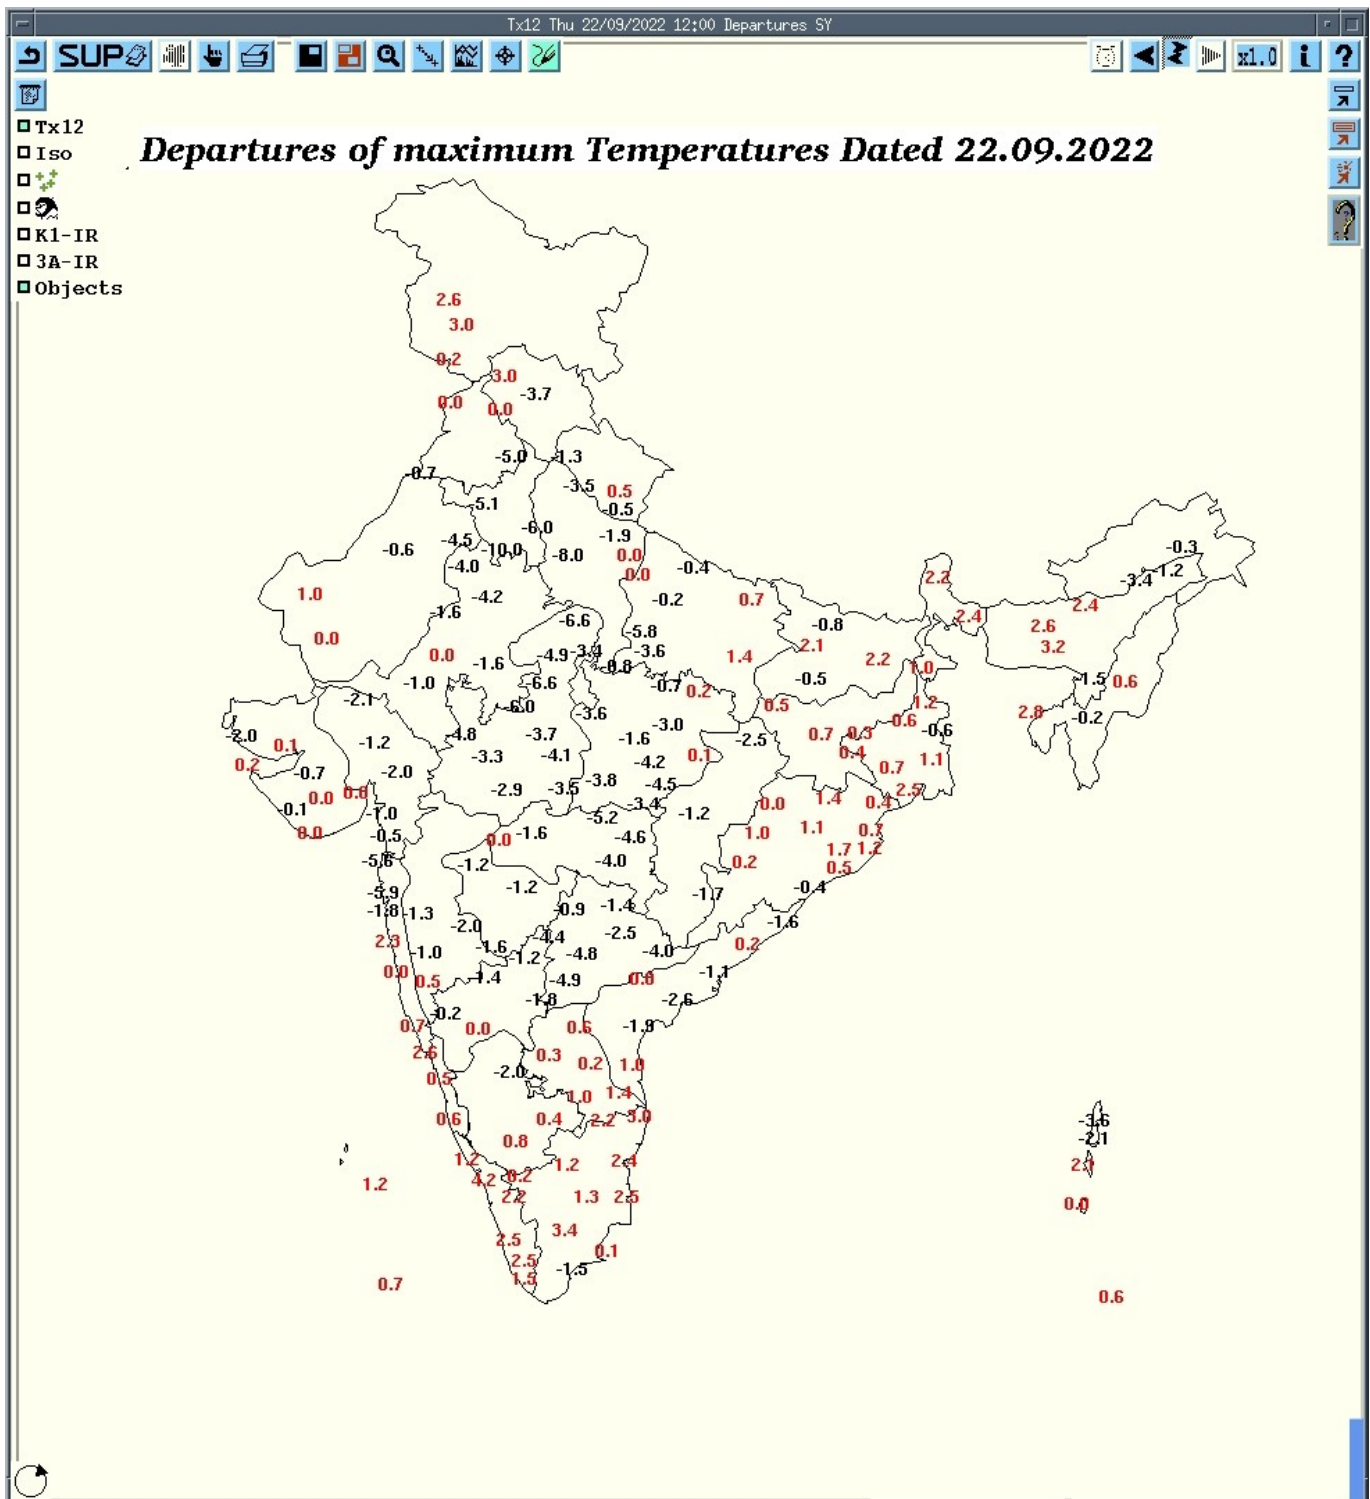 Tx12 Thu 22/09/2022 12:00 Departures SY
SUP
x1.0 i ?
Tx12
Iso
K1-IR
3A-IR
Objects
Departures of maximum Temperatures Dated 22.09.2022
2.6
3.0
0.2
3.0
-3.7
0.0 0.0
-5.0 -1.3
-0.7
-3.5 0.5
-5.1 -0.5
-6.0
-4.5 -1.9
-0.6 -10.0 -8.0 0.0 -0.3
-4.0 0.0 -0.4 -1.2
2.2 -3.4
1.0 -4.2 -0.2 0.7 2.4
-1.6 2.4
-6.6 -0.8 2.6
0.0 -5.8 2.1 3.2
0.0 -4.9 -3.4 -3.6 1.4 2.2
-1.6 -0.8 1.0
-1.0 -6.6 -0.7 -0.5 -1.5 0.6
-2.1 0.2
-6.0 0.5 1.2
-3.6 2.8 -0.2
-3.0 0.6
-2.0 -4.8 -3.7 -1.6 -2.5 0.7 0.3 -0.6
0.1 -1.2
-3.3 -4.1 0.1 0.4
0.2 -0.7 -2.0 -4.2 0.7 1.1
-3.8 -4.5
-2.9 -3.5 2.5
0.0 0.0 -3.4 0.0 1.4 0.4
-0.1 -1.0 -5.2 -1.2
0.0 -0.5 0.0 -1.6 -4.6 1.0 1.1 0.7
1.7 1.2
-5.6 -1.2 -4.0 0.2 0.5
-5.9 -1.2 -1.7 -0.4
-1.8 -1.3 -0.9 -1.4
-2.0 -1.6
2.3 -1.6 -4.4 -2.5 0.2
-1.0 -1.2 -4.8 -4.0
0.0 0.5 -1.4 -4.9 0.0 -1.1
-1.8 -2.6
-0.2
0.7 0.0 0.6 -1.9
2.6 0.3 0.2 1.0
0.5 -2.0
1.0 1.4
0.6 0.4 2.2 3.0 -3.6
0.8 -2.1
1.2 1.2 2.4
1.2 4.2 0.2
2.2 1.3 2.5 0.0
3.4
2.5 0.1
2.5 -1.5
0.7 1.5 0.6